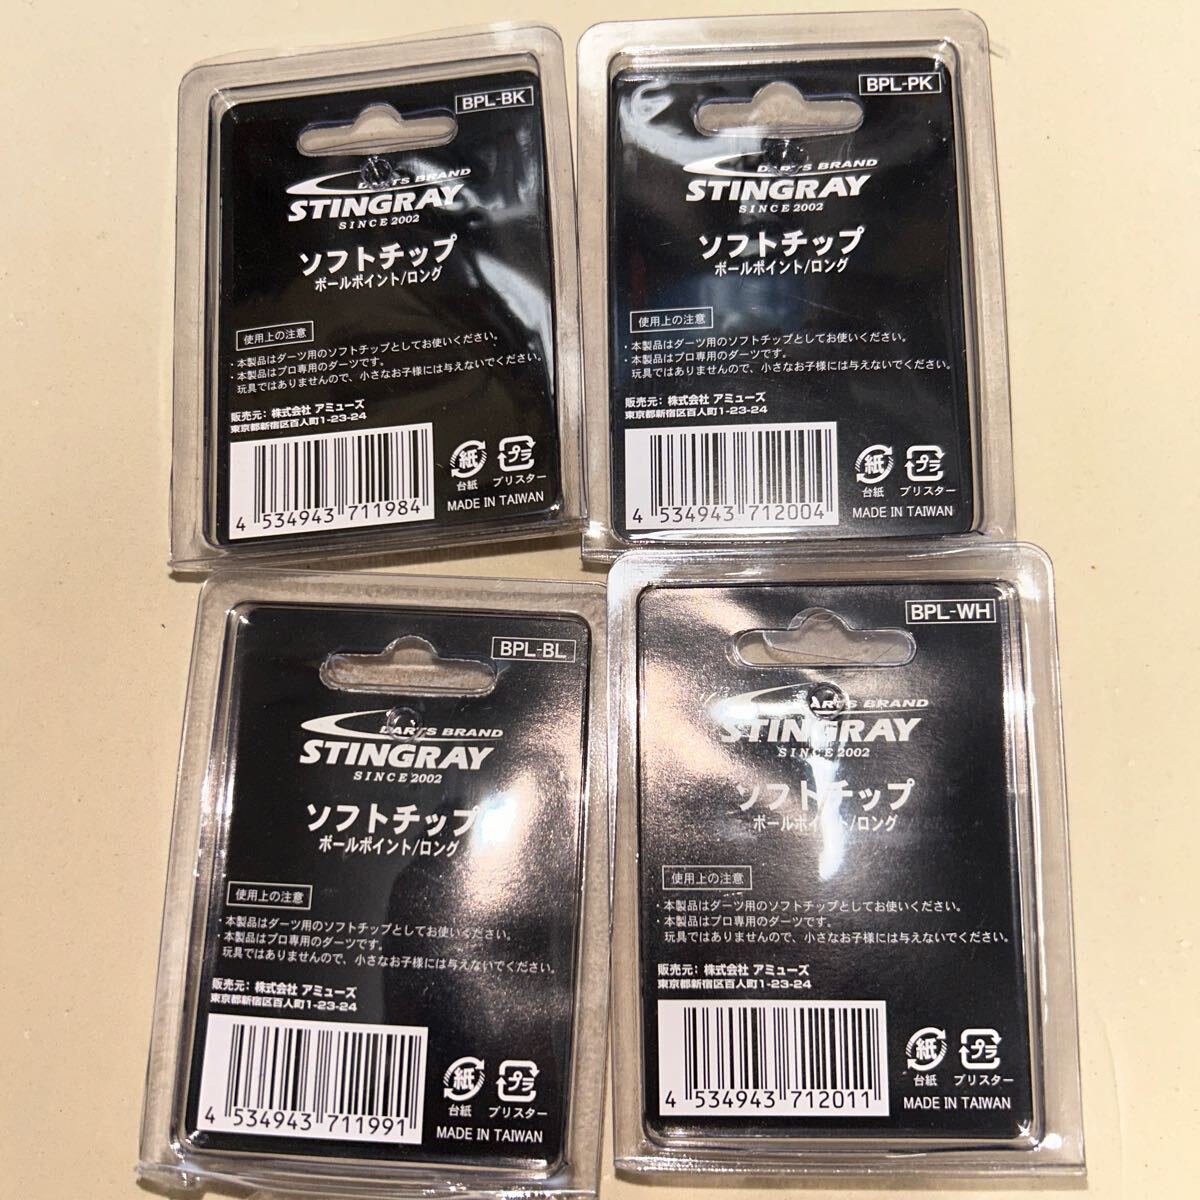 BPL-BK
DARTS BRAND
STINGRAY
SINCE 2002
ソフトチップ
ボールポイント/ロング
使用上の注意
・本製品はダーツ用のソフトチップとしてお使いください。
・本製品はプロ専用のダーツです。
玩具ではありませんので、小さなお子様には与えないでください。
販売元: 株式会社 アミューズ
東京都新宿区百人町1-23-24
紙 プラ
台紙 ブリスター
4 534943 711984
MADE IN TAIWAN
BPL-PK
DARTS BRAND
STINGRAY
SINCE 2002
ソフトチップ
ボールポイント/ロング
使用上の注意
・本製品はダーツ用のソフトチップとしてお使いください。
・本製品はプロ専用のダーツです。
玩具ではありませんので、小さなお子様には与えないでください。
販売元: 株式会社 アミューズ
東京都新宿区百人町1-23-24
紙 プラ
台紙 ブリスター
4 534943 712004
MADE IN TAIWAN
BPL-BL
DARTS BRAND
STINGRAY
SINCE 2002
ソフトチップ
ボールポイント/ロング
使用上の注意
・本製品はダーツ用のソフトチップとしてお使いください。
・本製品はプロ専用のダーツです。
玩具ではありませんので、小さなお子様には与えないでください。
販売元: 株式会社 アミューズ
東京都新宿区百人町1-23-24
紙 プラ
台紙 ブリスター
4 534943 711991
MADE IN TAIWAN
BPL-WH
DARTS BRAND
STINGRAY
SINCE 2002
ソフトチップ
ボールポイント/ロング
使用上の注意
・本製品はダーツ用のソフトチップとしてお使いください。
・本製品はプロ専用のダーツです。
玩具ではありませんので、小さなお子様には与えないでください。
販売元: 株式会社 アミューズ
東京都新宿区百人町1-23-24
紙 プラ
台紙 ブリスター
4 534943 712011
MADE IN TAIWAN